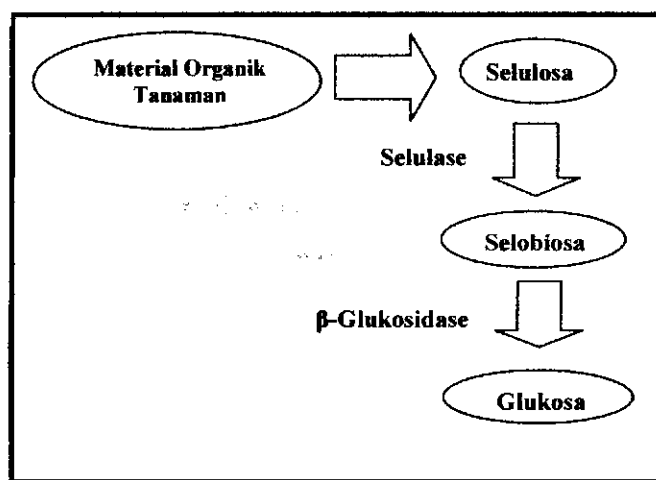 Material Organik
Tanaman
Selulosa
Selulase
Selobiosa
β-Glukosidase
Glukosa